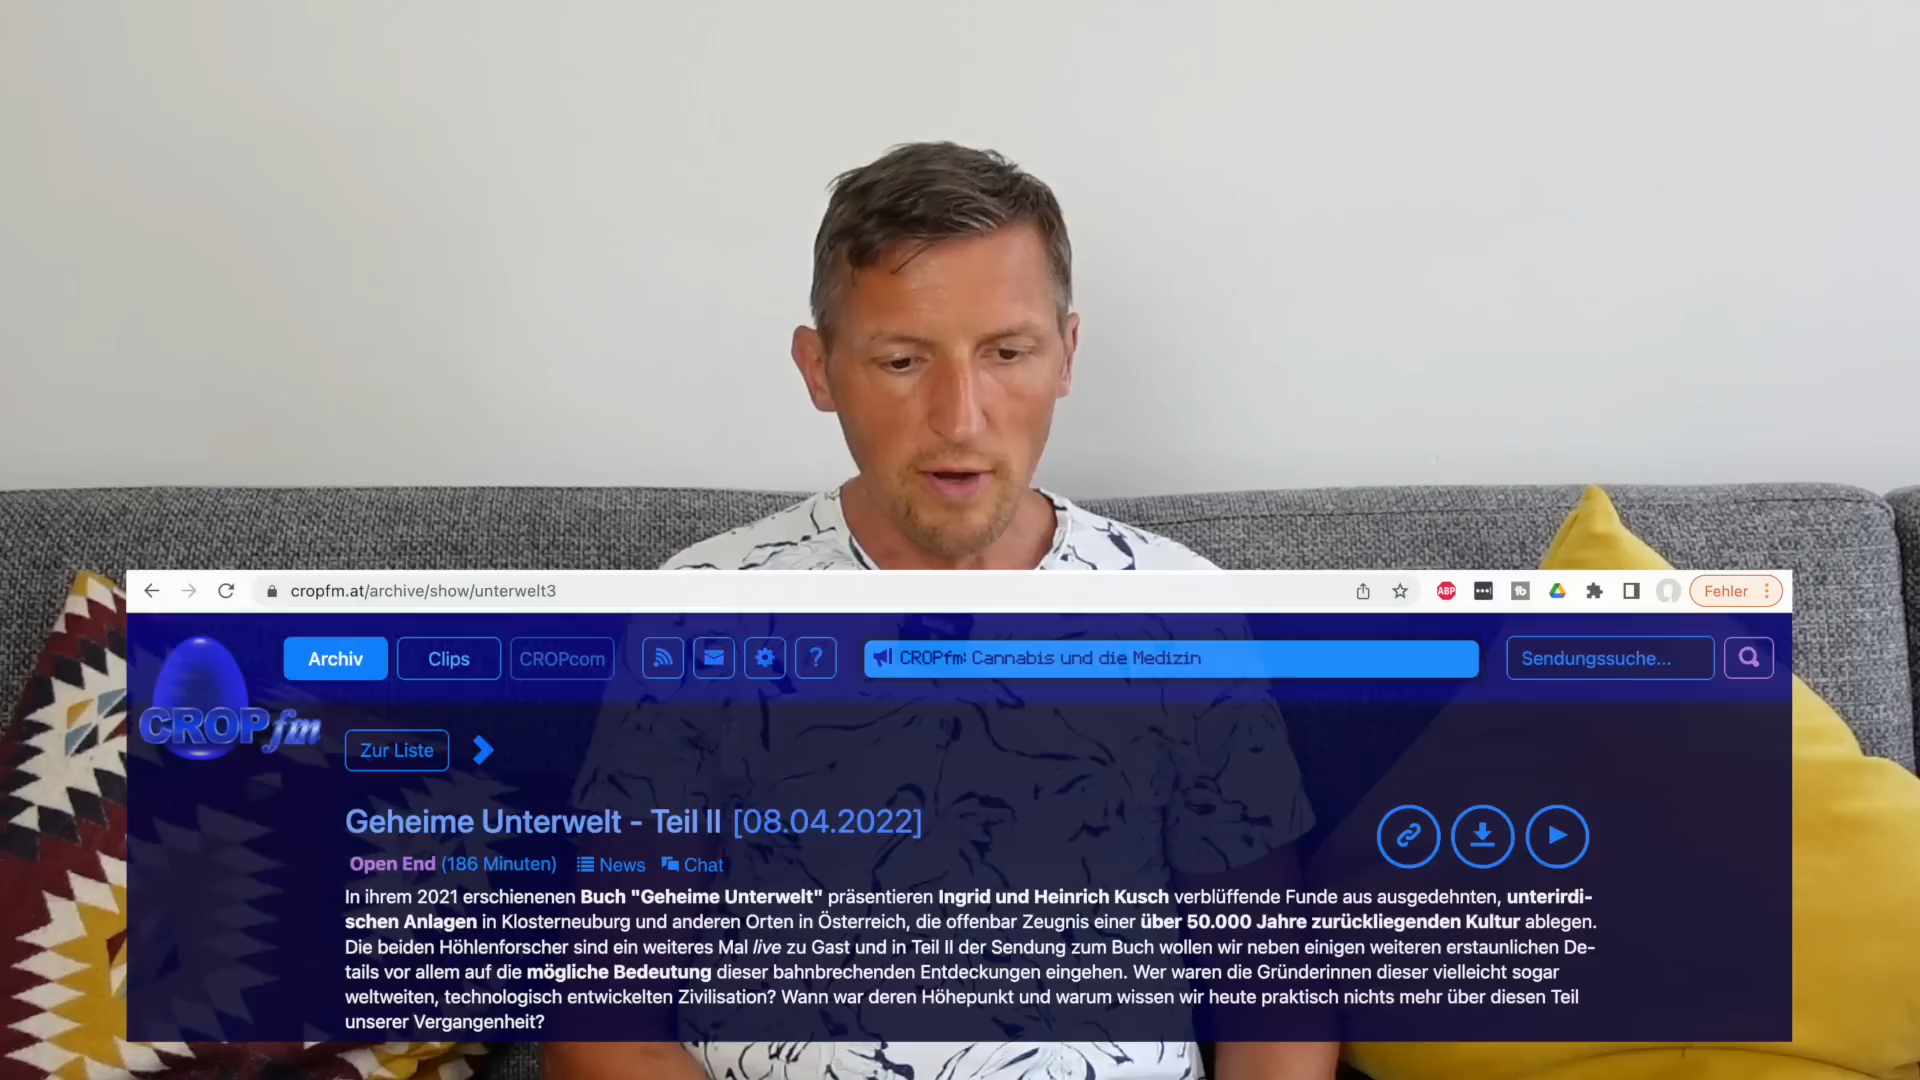 cropfm.at/archive/show/unterwelt3
ABP
Fehler
CROPfm
Archiv
Clips
CROPcom
?
CROPfm: Cannabis und die Medizin
Sendungssuche...
Zur Liste
Geheime Unterwelt - Teil II [08.04.2022]
Open End (186 Minuten) News Chat
In ihrem 2021 erschienenen Buch "Geheime Unterwelt" präsentieren Ingrid und Heinrich Kusch verblüffende Funde aus ausgedehnten, unterirdi-
schen Anlagen in Klosterneuburg und anderen Orten in Österreich, die offenbar Zeugnis einer über 50.000 Jahre zurückliegenden Kultur ablegen.
Die beiden Höhlenforscher sind ein weiteres Mal live zu Gast und in Teil II der Sendung zum Buch wollen wir neben einigen weiteren erstaunlichen De-
tails vor allem auf die mögliche Bedeutung dieser bahnbrechenden Entdeckungen eingehen. Wer waren die Gründerinnen dieser vielleicht sogar
weltweiten, technologisch entwickelten Zivilisation? Wann war deren Höhepunkt und warum wissen wir heute praktisch nichts mehr über diesen Teil
unserer Vergangenheit?